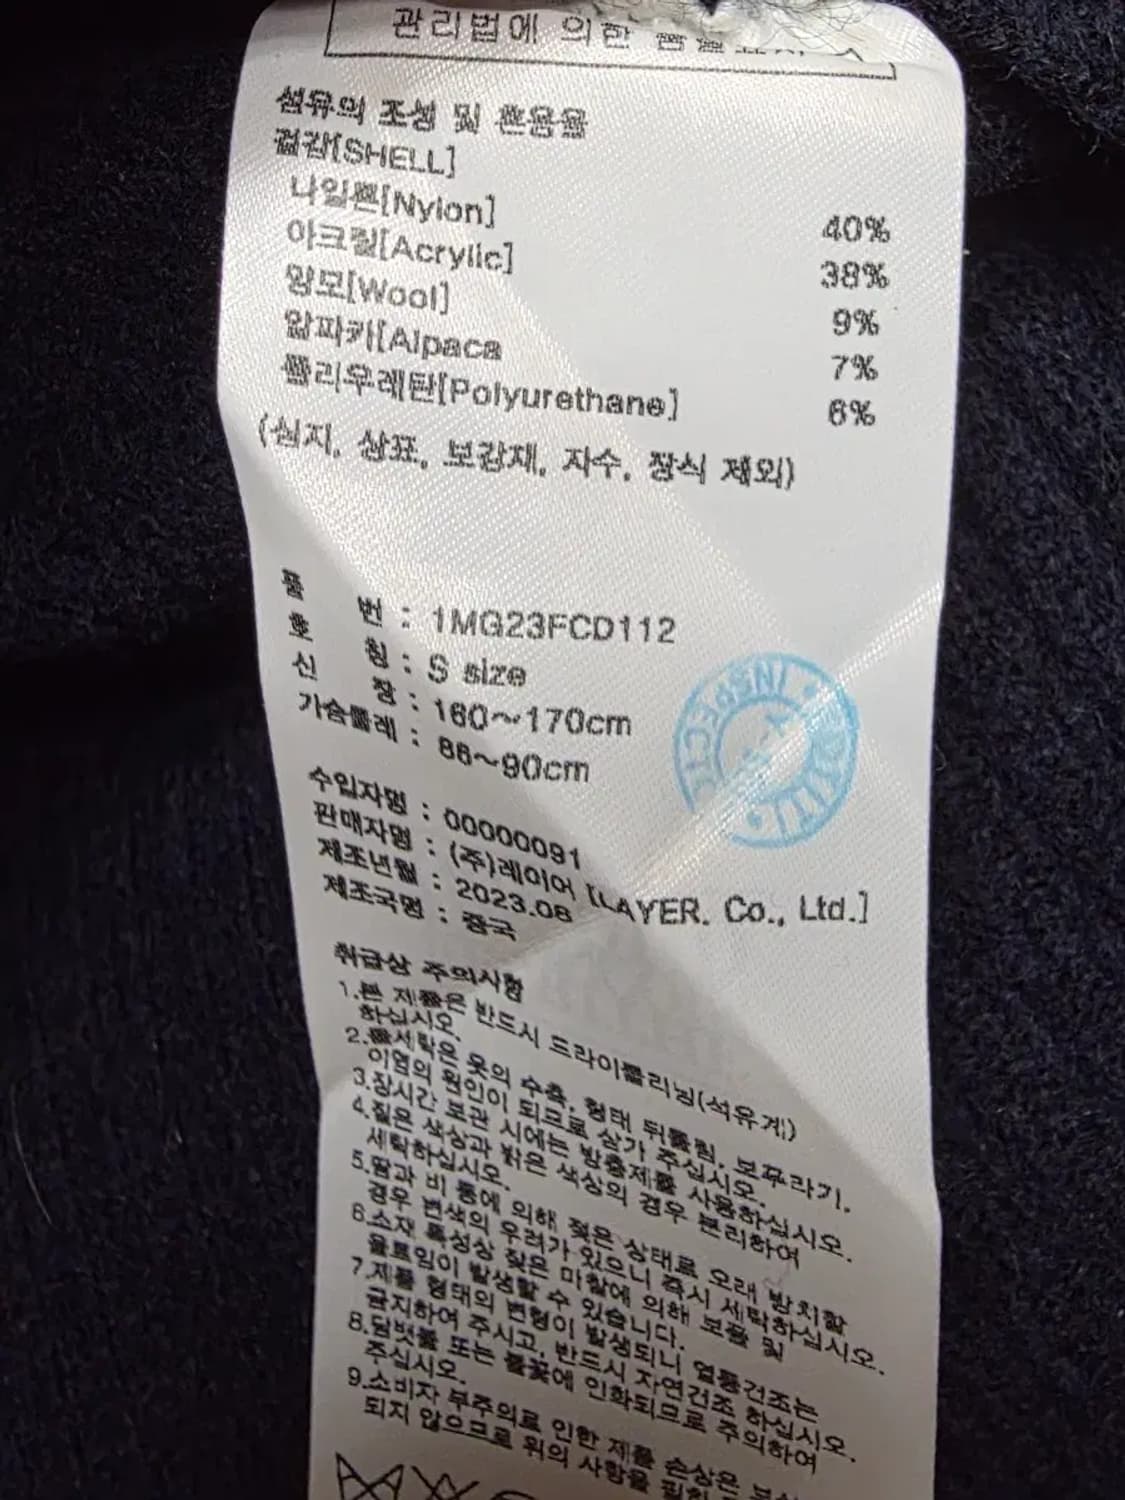 관리법에 의한
섬유의 조성 및 혼용율
겉감[SHELL]
나일론[Nylon] 40%
아크릴[Acrylic] 38%
양모[Wool] 9%
알파카[Alpaca 7%
폴리우레탄[Polyurethane] 6%
(심지, 상표, 보강재, 자수, 장식 제외)
품 번 : 1MG23FCD112
호 칭 : S size
신 장 : 160~170cm
가슴둘레 : 86~90cm
수입자명 : 00000091
판매자명 : (주)레이어 [LAYER. Co., Ltd.]
제조년월 : 2023.08
제조국명 : 중국
INSPECT
취급상 주의사항
1.본 제품은 반드시 드라이클리닝(석유계)
하십시오.
2.물세탁은 옷의 수축, 형태 뒤틀림, 보푸라기,
이염의 원인이 되므로 삼가 주십시오.
3.장시간 보관 시에는 방충제를 사용하십시오.
4.짙은 색상과 밝은 색상의 경우 분리하여
세탁하십시오.
5.땀과 비 등에 의해 젖은 상태로 오래 방치할
경우 변색의 우려가 있으니 즉시 세탁하십시오.
6.소재 특성상 잦은 마찰에 의해 보풀 및
올트임이 발생할 수 있습니다.
7.제품 형태의 변형이 발생되니 열풍건조는
금지하여 주시고, 반드시 자연건조 하십시오.
8.담뱃불 또는 불꽃에 인화되므로 주의하여
주십시오.
9.소비자 부주의로 인한 제품 손상은
되지 않으므로 위의 사항을